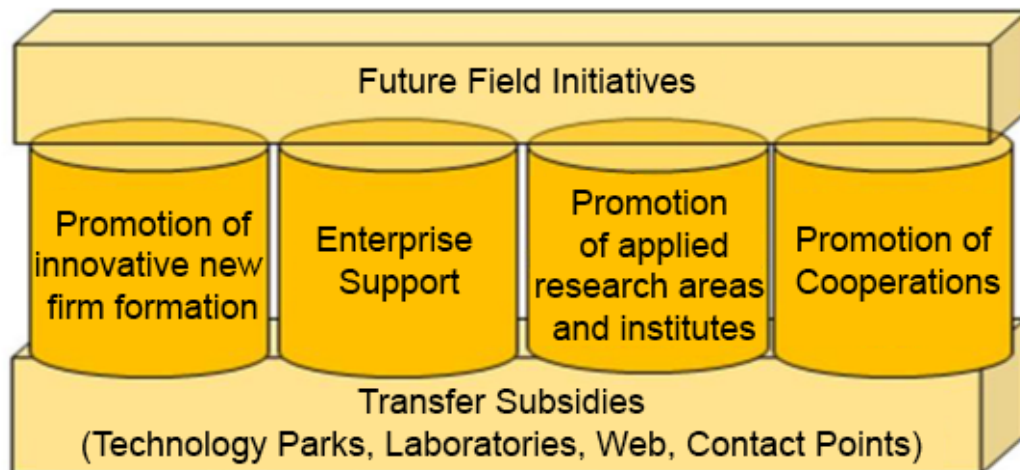 Future Field Initiatives
Promotion of
innovative new
firm formation
Enterprise
Support
Promotion
of applied
research areas
and institutes
Promotion of
Cooperations
Transfer Subsidies
(Technology Parks, Laboratories, Web, Contact Points)